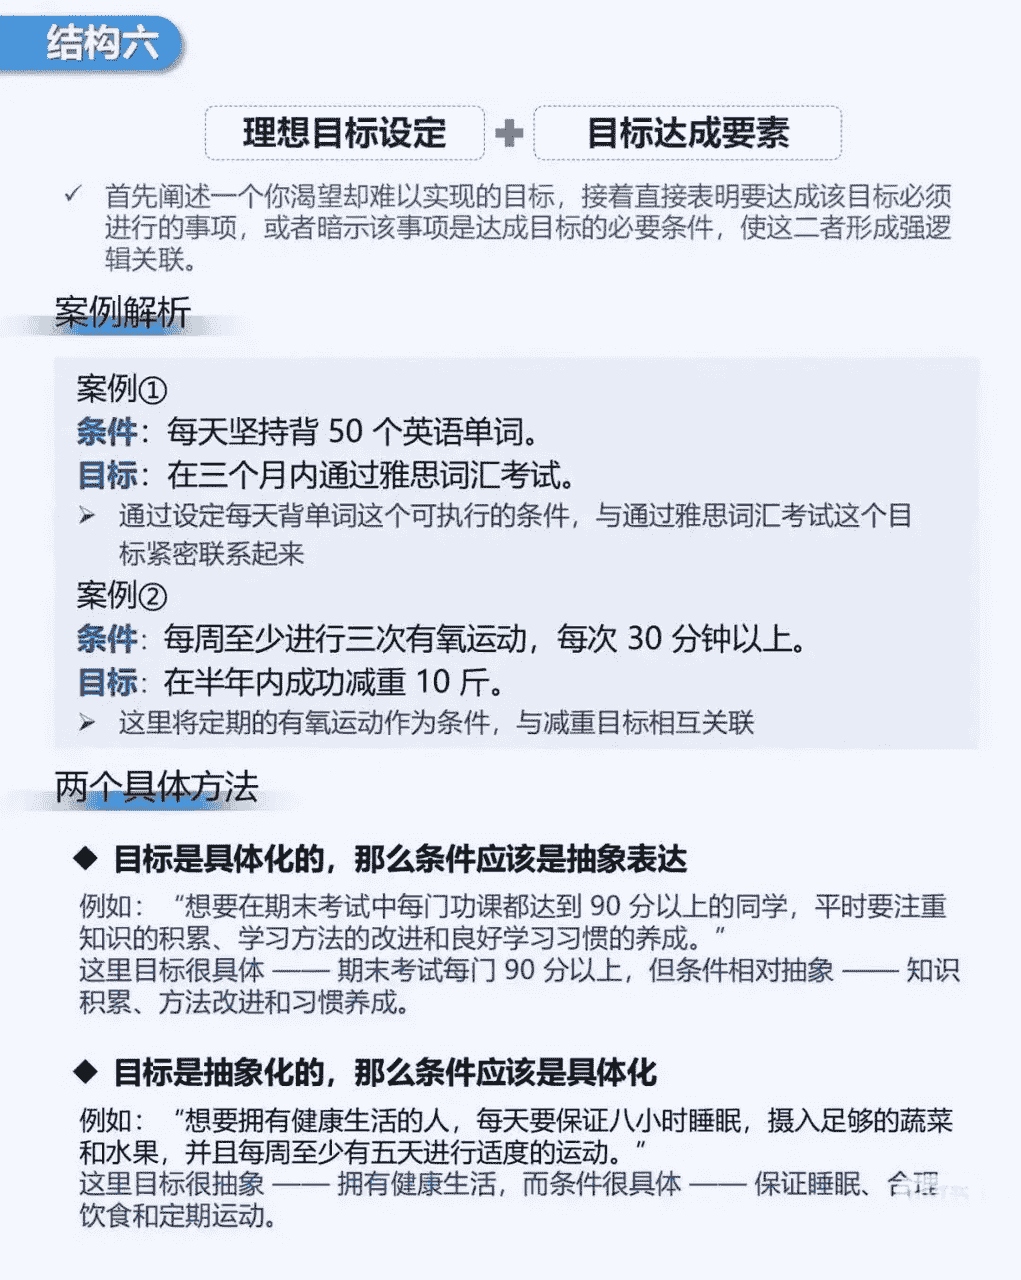 结构六
理想目标设定 + 目标达成要素
✓ 首先阐述一个你渴望却难以实现的目标，接着直接表明要达成该目标必须
进行的事项，或者暗示该事项是达成目标的必要条件，使这二者形成强逻
辑关联。
案例解析
案例①
条件：每天坚持背 50 个英语单词。
目标：在三个月内通过雅思词汇考试。
➢ 通过设定每天背单词这个可执行的条件，与通过雅思词汇考试这个目
标紧密联系起来
案例②
条件：每周至少进行三次有氧运动，每次 30 分钟以上。
目标：在半年内成功减重 10 斤。
➢ 这里将定期的有氧运动作为条件，与减重目标相互关联
两个具体方法
◆ 目标是具体化的，那么条件应该是抽象表达
例如：“想要在期末考试中每门功课都达到 90 分以上的同学，平时要注重
知识的积累、学习方法的改进和良好学习习惯的养成。”
这里目标很具体 —— 期末考试每门 90 分以上，但条件相对抽象 —— 知识
积累、方法改进和习惯养成。
◆ 目标是抽象化的，那么条件应该是具体化
例如：“想要拥有健康生活的人，每天要保证八小时睡眠，摄入足够的蔬菜
和水果，并且每周至少有五天进行适度的运动。”
这里目标很抽象 —— 拥有健康生活，而条件很具体 —— 保证睡眠、合理
饮食和定期运动。